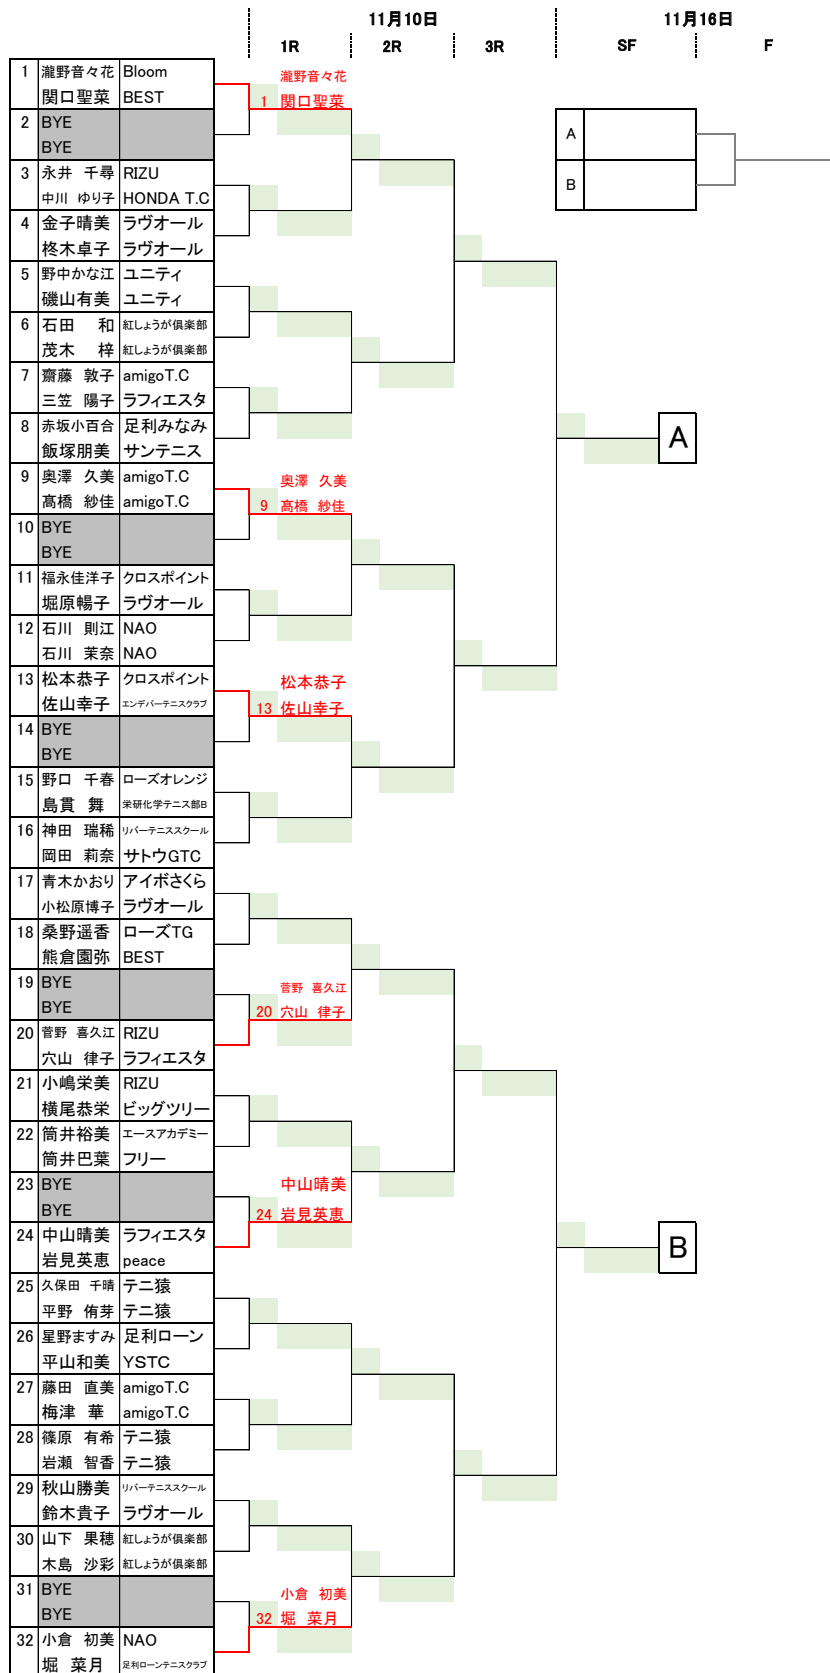 11月10日 11月16日
1R 2R 3R SF F
1 瀧野音々花 Bloom
関口聖菜 BEST
2 BYE
BYE
3 永井 千尋 RIZU
中川 ゆり子 HONDA T.C
4 金子晴美 ラヴオール
柊木卓子 ラヴオール
5 野中かな江 ユニティ
磯山有美 ユニティ
6 石田 和 紅しょうが倶楽部
茂木 梓 紅しょうが倶楽部
7 齋藤 敦子 amigoT.C
三笠 陽子 ラフィエスタ
8 赤坂小百合 足利みなみ
飯塚朋美 サンテニス
9 奥澤 久美 amigoT.C
髙橋 紗佳 amigoT.C
10 BYE
BYE
11 福永佳洋子 クロスポイント
堀原暢子 ラヴオール
12 石川 則江 NAO
石川 茉奈 NAO
13 松本恭子 クロスポイント
佐山幸子 エンデバーテニスクラブ
14 BYE
BYE
15 野口 千春 ローズオレンジ
島貫 舞 栄研化学テニス部B
16 神田 瑞稀 リバーテニススクール
岡田 莉奈 サトウGTC
17 青木かおり アイボさくら
小松原博子 ラヴオール
18 桑野遥香 ローズTG
熊倉園弥 BEST
19 BYE
BYE
20 菅野 喜久江 RIZU
穴山 律子 ラフィエスタ
21 小嶋栄美 RIZU
横尾恭栄 ビッグツリー
22 筒井裕美 エースアカデミー
筒井巴葉 フリー
23 BYE
BYE
24 中山晴美 ラフィエスタ
岩見英恵 peace
25 久保田 千晴 テニ猿
平野 侑芽 テニ猿
26 星野ますみ 足利ローン
平山和美 YSTC
27 藤田 直美 amigoT.C
梅津 華 amigoT.C
28 篠原 有希 テニ猿
岩瀬 智香 テニ猿
29 秋山勝美 リバーテニススクール
鈴木貴子 ラヴオール
30 山下 果穂 紅しょうが倶楽部
木島 沙彩 紅しょうが倶楽部
31 BYE
BYE
32 小倉 初美 NAO
堀 菜月 足利ローンテニスクラブ
瀧野音々花
1 関口聖菜
奥澤 久美
9 髙橋 紗佳
松本恭子
13 佐山幸子
菅野 喜久江
20 穴山 律子
中山晴美
24 岩見英恵
小倉 初美
32 堀 菜月
A
B
A
B